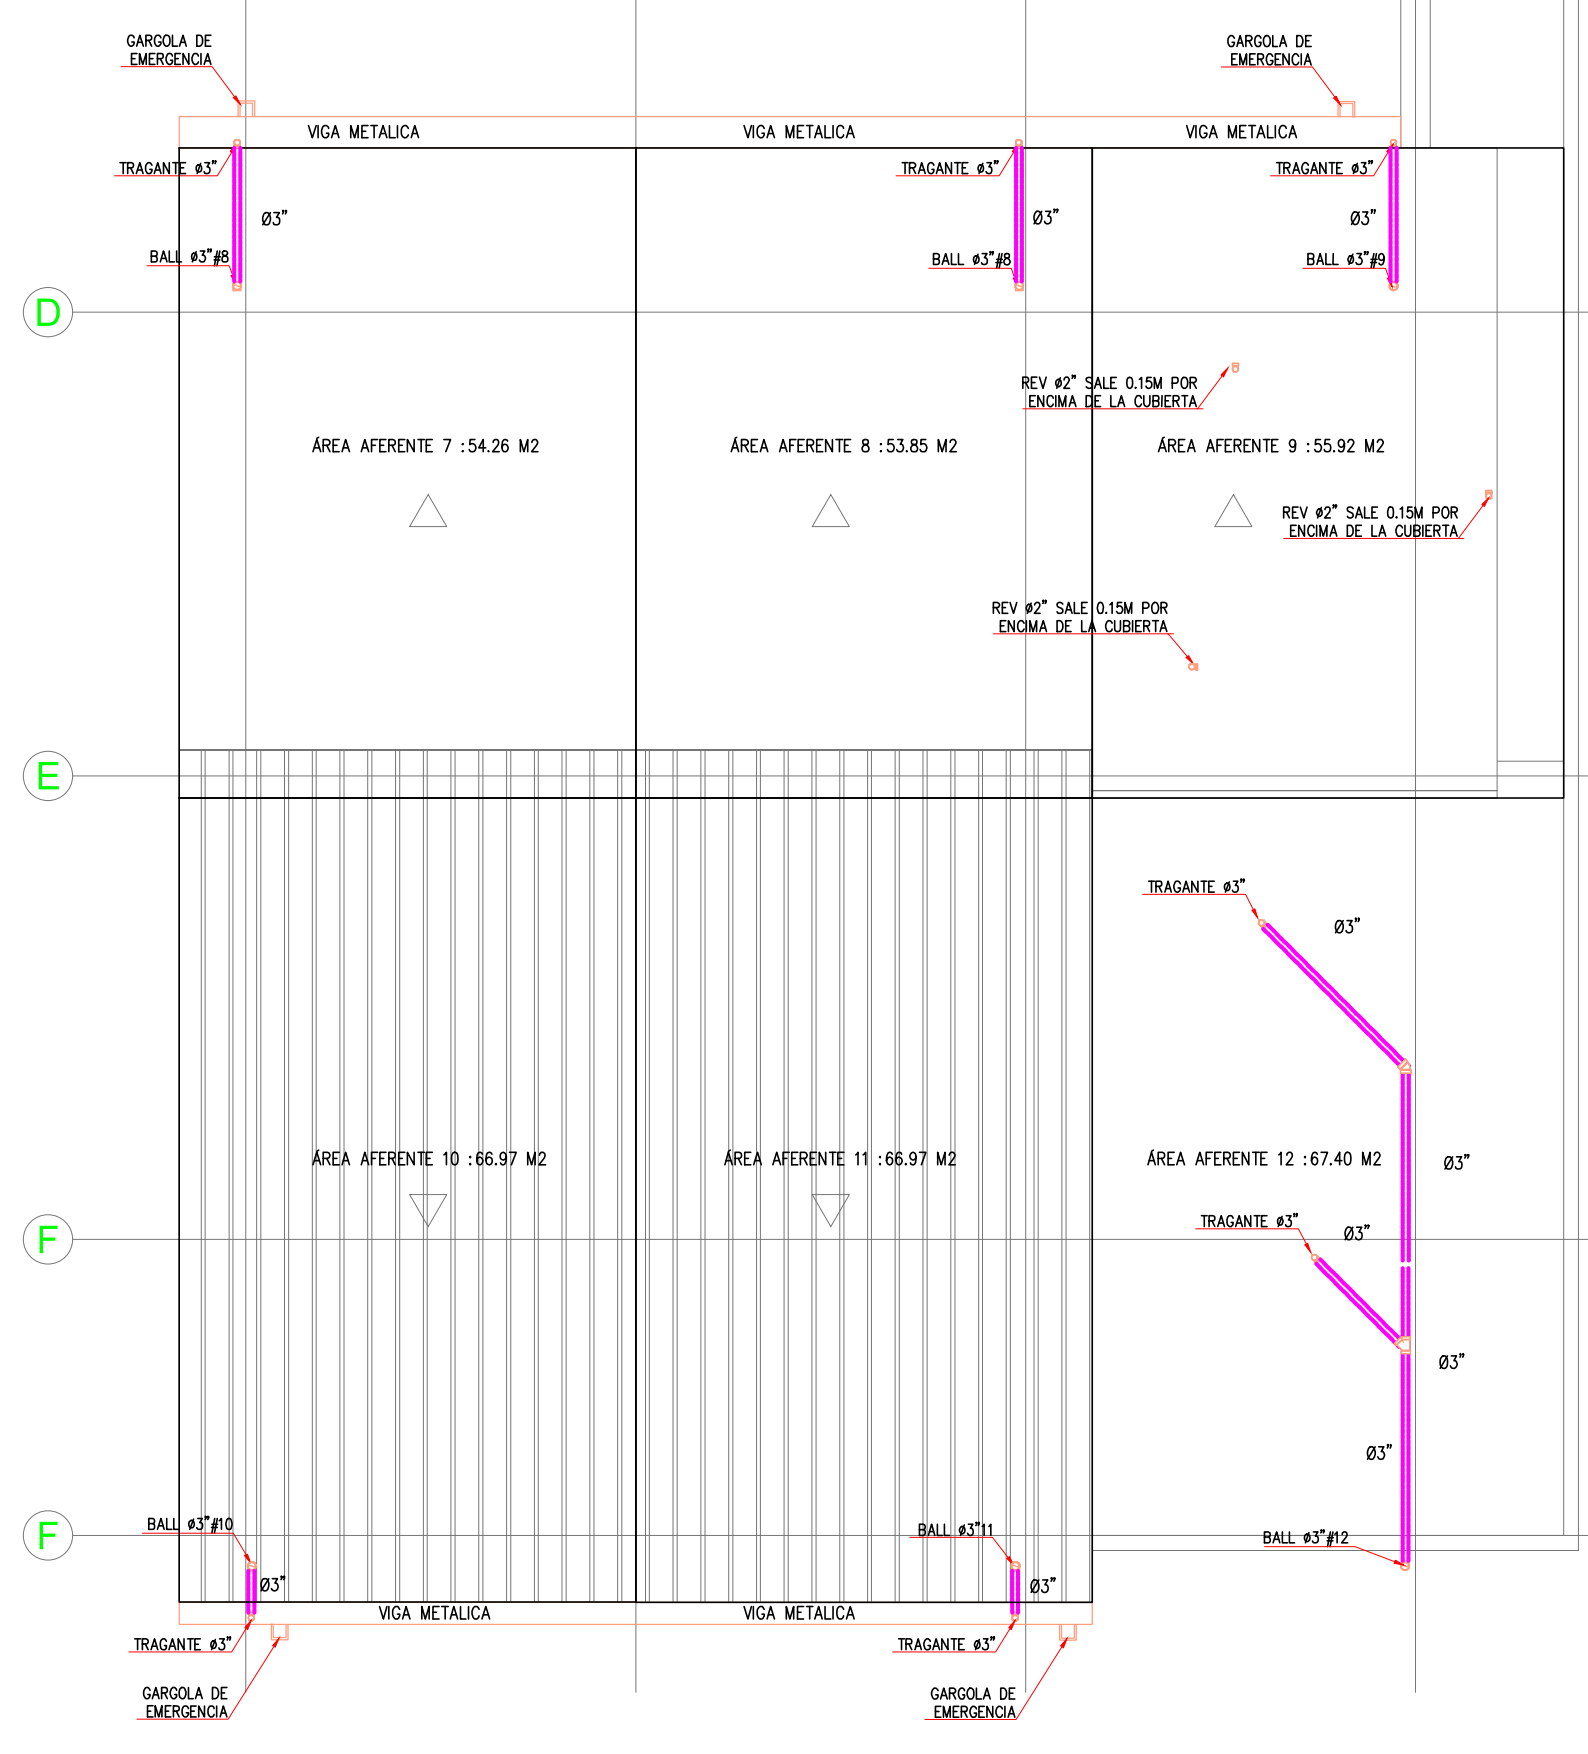 GARGOLA DE
EMERGENCIA
GARGOLA DE
EMERGENCIA
VIGA METALICA
VIGA METALICA
VIGA METALICA
TRAGANTE ø3"
TRAGANTE ø3"
TRAGANTE ø3"
Ø3"
Ø3"
Ø3"
BALL ø3"#8
BALL ø3"#8
BALL ø3"#9
D
REV ø2" SALE 0.15M POR
ENCIMA DE LA CUBIERTA
ÁREA AFERENTE 7 :54.26 M2
ÁREA AFERENTE 8 :53.85 M2
ÁREA AFERENTE 9 :55.92 M2
REV ø2" SALE 0.15M POR
ENCIMA DE LA CUBIERTA
REV ø2" SALE 0.15M POR
ENCIMA DE LA CUBIERTA
E
TRAGANTE ø3"
Ø3"
ÁREA AFERENTE 10 :66.97 M2
ÁREA AFERENTE 11 :66.97 M2
ÁREA AFERENTE 12 :67.40 M2
Ø3"
TRAGANTE ø3"
Ø3"
F
Ø3"
Ø3"
BALL ø3"#10
BALL ø3"11
BALL ø3"#12
F
Ø3"
Ø3"
VIGA METALICA
VIGA METALICA
TRAGANTE ø3"
TRAGANTE ø3"
GARGOLA DE
EMERGENCIA
GARGOLA DE
EMERGENCIA